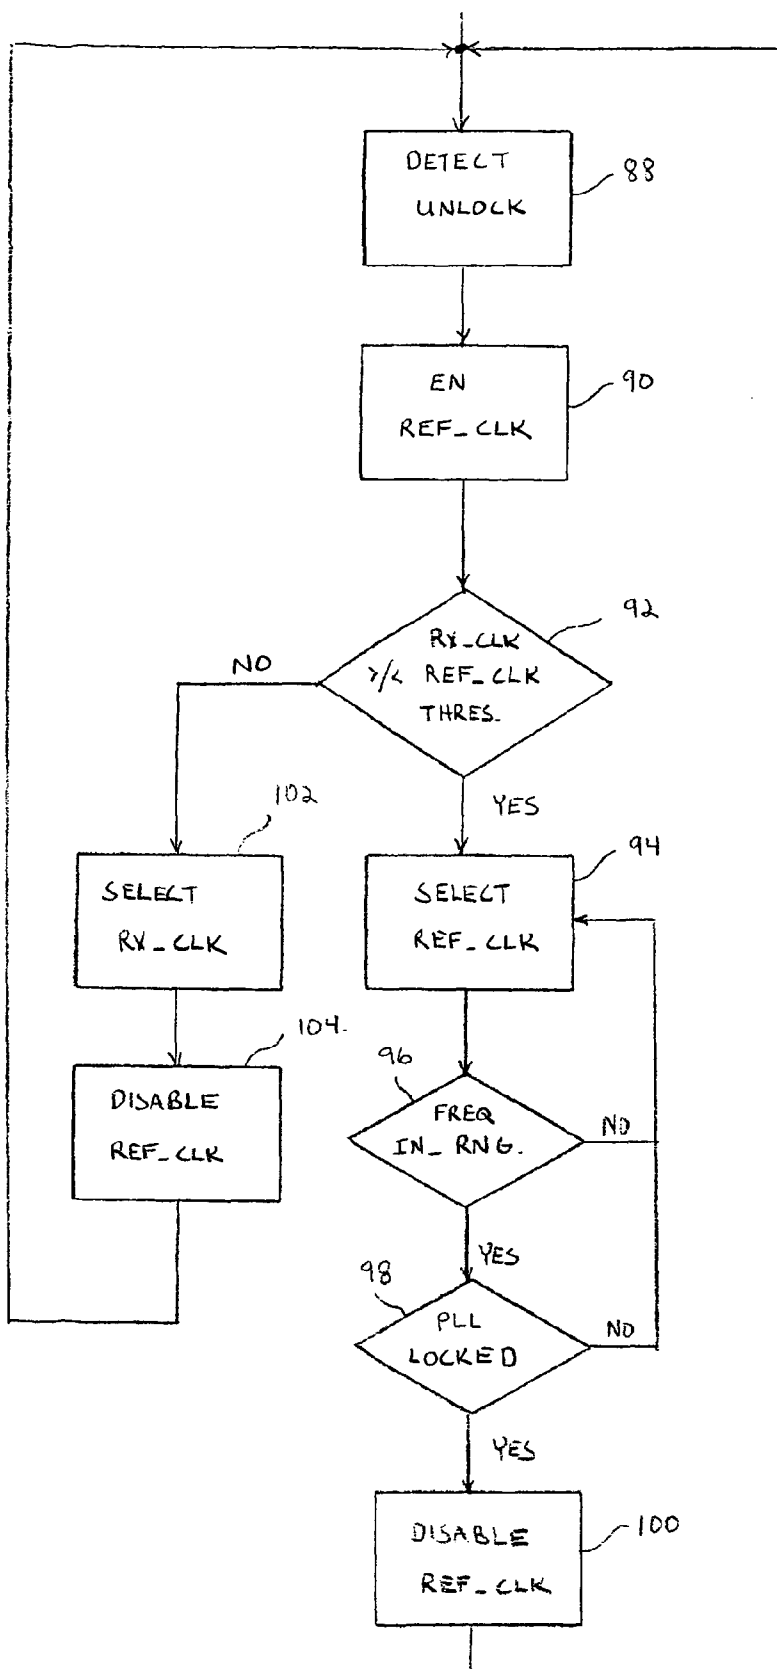 DETECT
UNLOCK
88
EN
REF_CLK
90
RX_CLK
>/< REF_CLK
THRES.
92
NO
YES
102
SELECT
RX_CLK
SELECT
REF_CLK
94
104.
DISABLE
REF_CLK
96
FREQ
IN_RNG.
NO
YES
98
PLL
LOCKED
NO
YES
DISABLE
REF_CLK
100